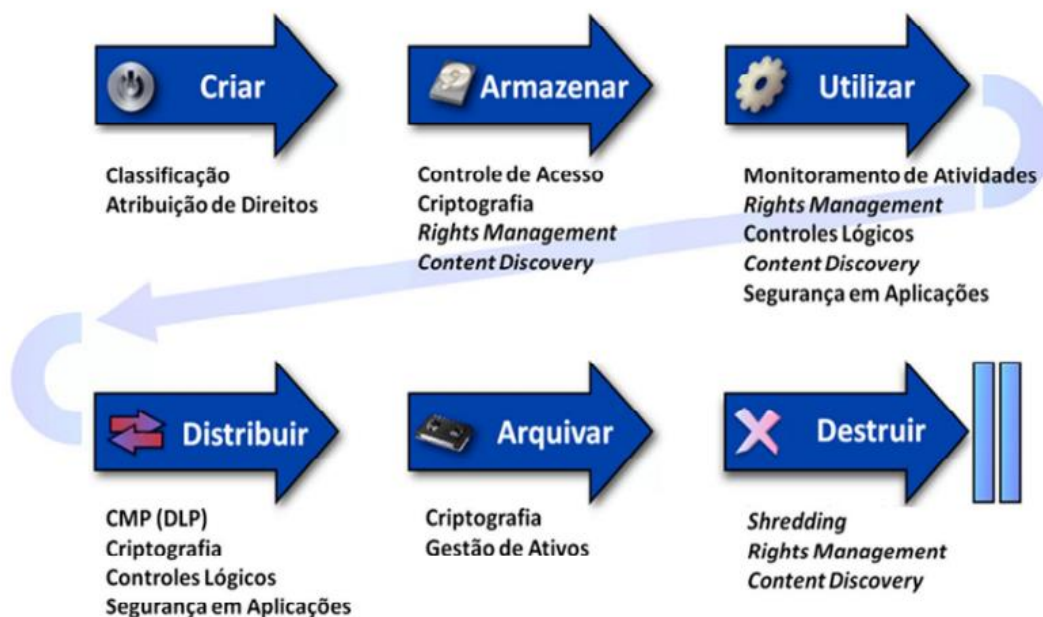 Criar
Classificação
Atribuição de Direitos
Armazenar
Controle de Acesso
Criptografia
Rights Management
Content Discovery
Utilizar
Monitoramento de Atividades
Rights Management
Controles Lógicos
Content Discovery
Segurança em Aplicações
Distribuir
CMP (DLP)
Criptografia
Controles Lógicos
Segurança em Aplicações
Arquivar
Criptografia
Gestão de Ativos
Destruir
Shredding
Rights Management
Content Discovery